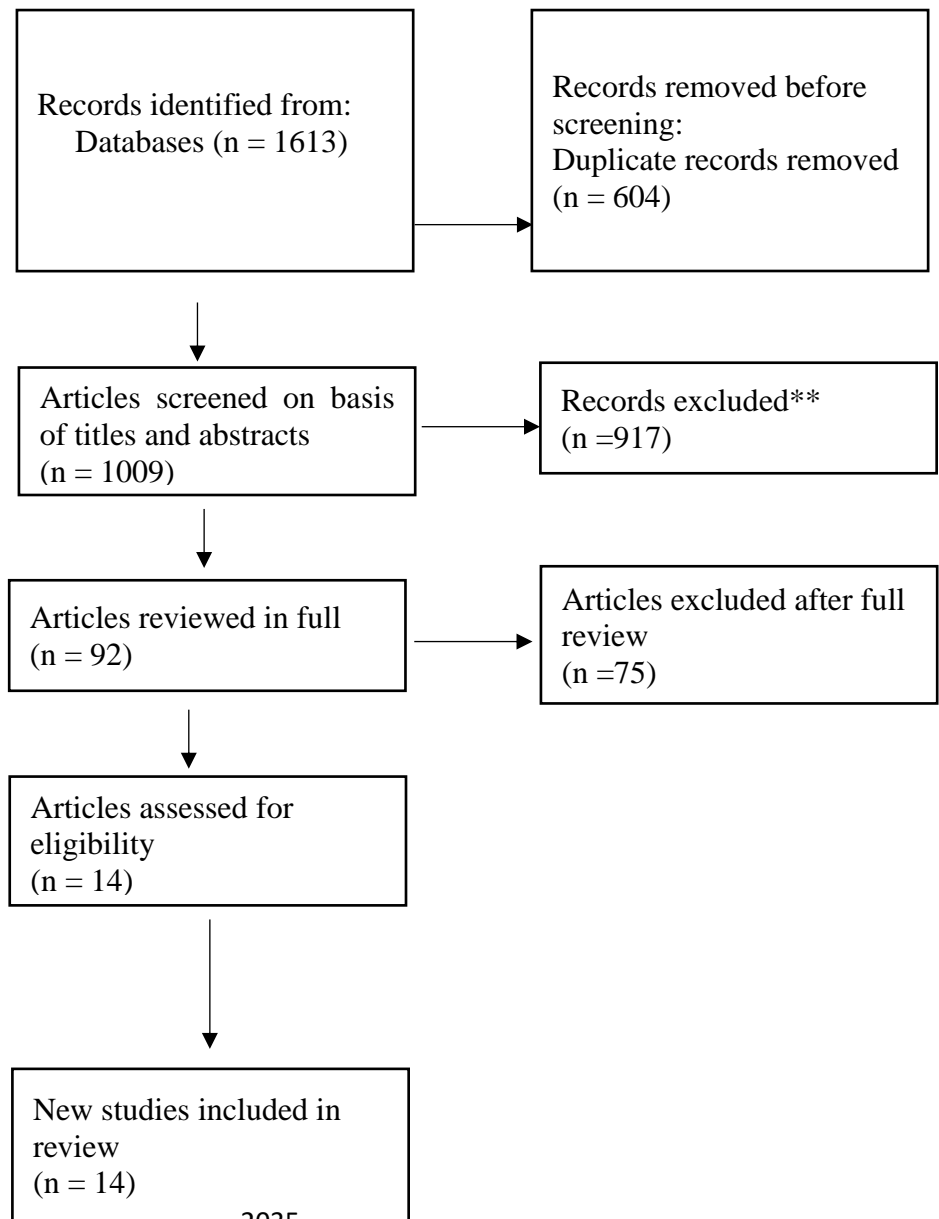 Records identified from:
Databases (n = 1613)
Records removed before
screening:
Duplicate records removed
(n = 604)
Articles screened on basis
of titles and abstracts
(n = 1009)
Records excluded**
(n =917)
Articles reviewed in full
(n = 92)
Articles excluded after full
review
(n =75)
Articles assessed for
eligibility
(n = 14)
New studies included in
review
(n = 14)